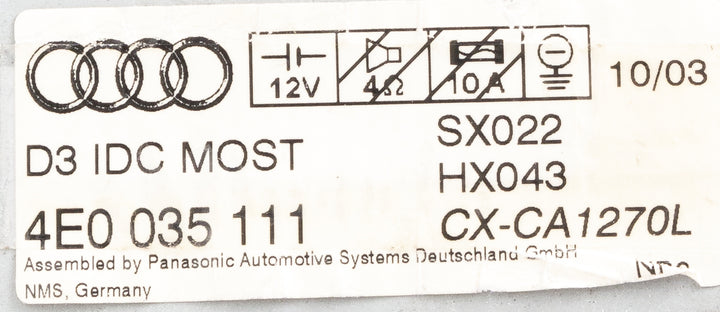 12V 4Ω 10A 10/03
D3 IDC MOST SX022
HX043
4E0 035 111 CX-CA1270L
Assembled by Panasonic Automotive Systems Deutschland GmbH
NMS, Germany